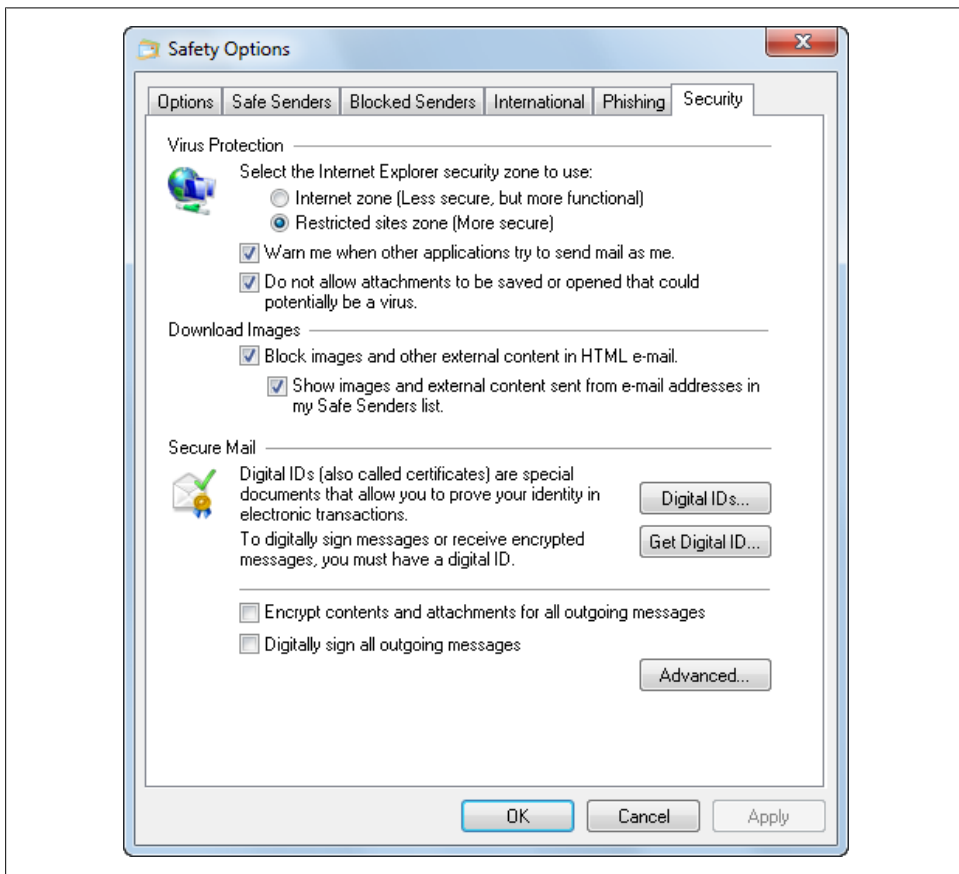 Safety Options
Options Safe Senders Blocked Senders International Phishing Security
Virus Protection
Select the Internet Explorer security zone to use:
Internet zone (Less secure, but more functional)
Restricted sites zone (More secure)
Warn me when other applications try to send mail as me.
Do not allow attachments to be saved or opened that could
potentially be a virus.
Download Images
Block images and other external content in HTML e-mail.
Show images and external content sent from e-mail addresses in
my Safe Senders list.
Secure Mail
Digital IDs (also called certificates) are special
documents that allow you to prove your identity in
electronic transactions.
Digital IDs...
To digitally sign messages or receive encrypted
messages, you must have a digital ID.
Get Digital ID...
Encrypt contents and attachments for all outgoing messages
Digitally sign all outgoing messages
Advanced...
OK Cancel Apply